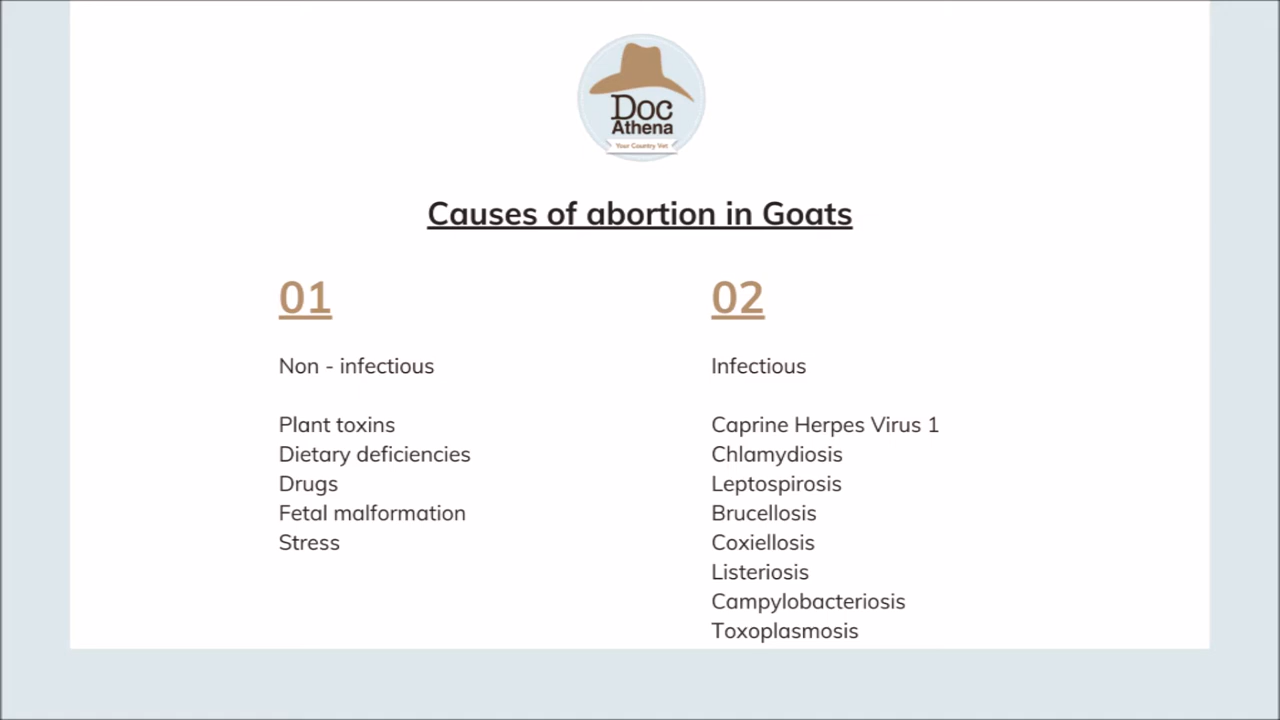 Doc
Athena
Your Country Vet
Causes of abortion in Goats
01
Non - infectious
Plant toxins
Dietary deficiencies
Drugs
Fetal malformation
Stress
02
Infectious
Caprine Herpes Virus 1
Chlamydiosis
Leptospirosis
Brucellosis
Coxiellosis
Listeriosis
Campylobacteriosis
Toxoplasmosis